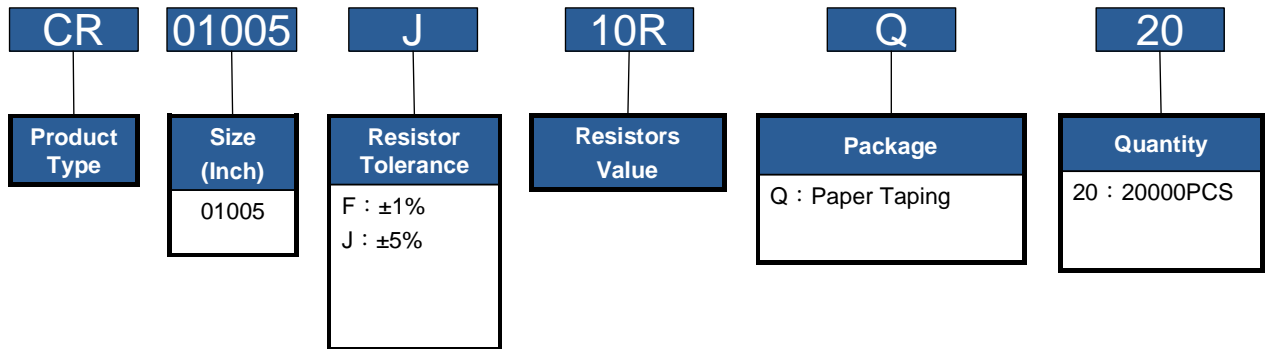 CR 01005 J 10R Q 20
Product
Type
Size
(Inch)
01005
Resistor
Tolerance
F：±1%
J：±5%
Resistors
Value
Package
Q：Paper Taping
Quantity
20：20000PCS